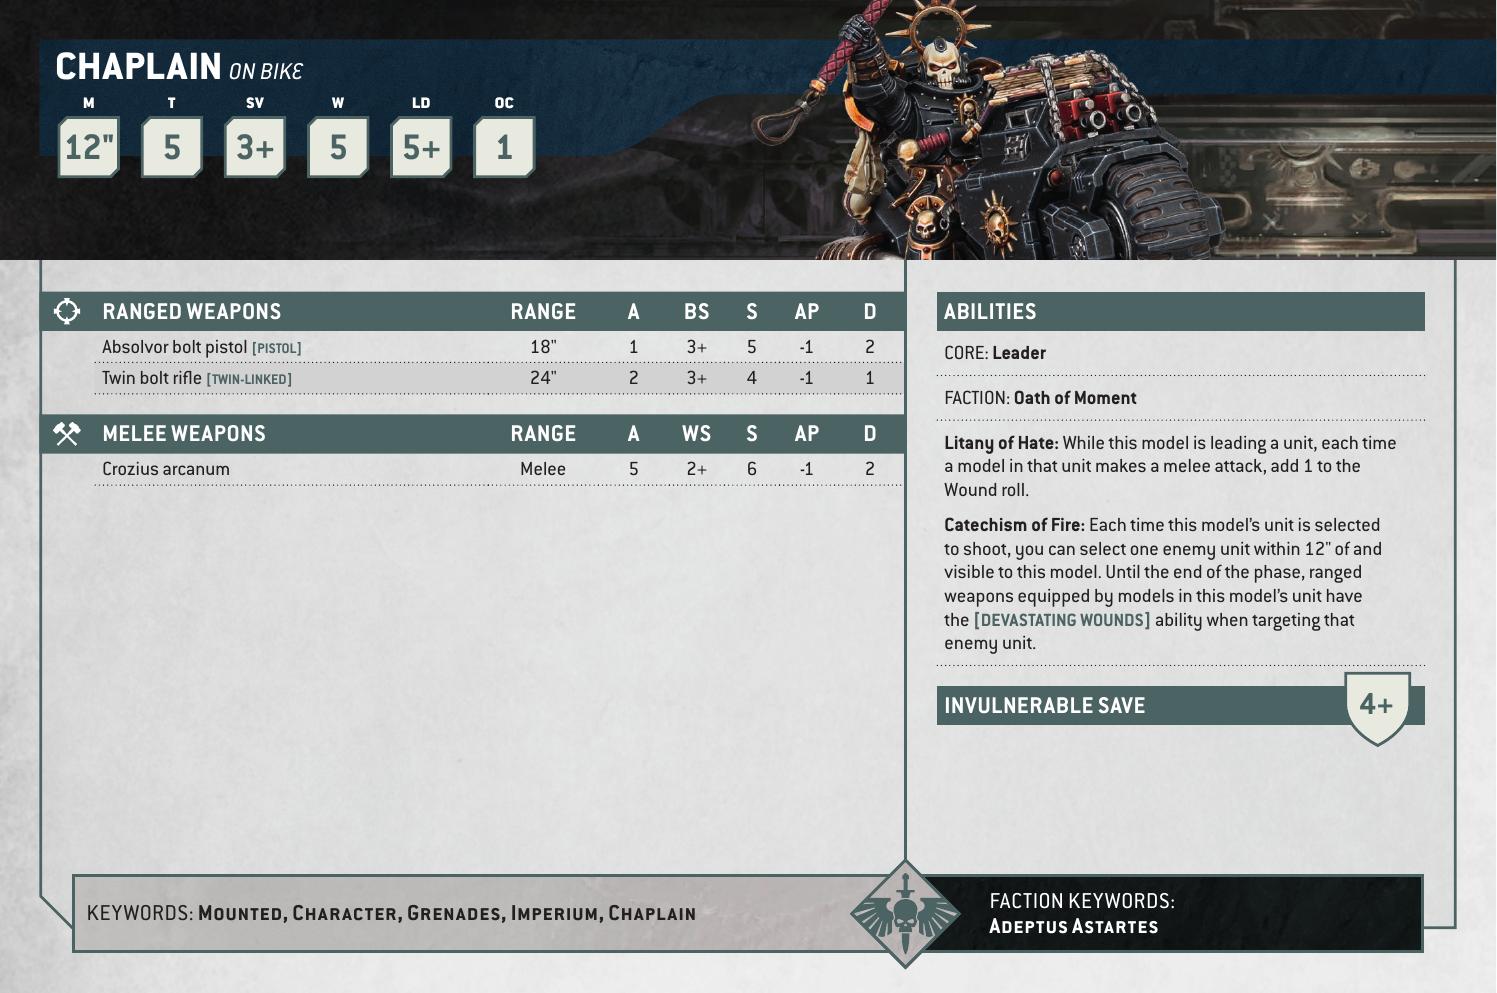 CHAPLAIN ON BIKE
M T SV W LD OC
12" 5 3+ 5 5+ 1
RANGED WEAPONS RANGE A BS S AP D
Absolvor bolt pistol [PISTOL] 18" 1 3+ 5 -1 2
Twin bolt rifle [TWIN-LINKED] 24" 2 3+ 4 -1 1
MELEE WEAPONS RANGE A WS S AP D
Crozius arcanum Melee 5 2+ 6 -1 2
ABILITIES
CORE: Leader
FACTION: Oath of Moment
Litany of Hate: While this model is leading a unit, each time
a model in that unit makes a melee attack, add 1 to the
Wound roll.
Catechism of Fire: Each time this model's unit is selected
to shoot, you can select one enemy unit within 12" of and
visible to this model. Until the end of the phase, ranged
weapons equipped by models in this model's unit have
the [DEVASTATING WOUNDS] ability when targeting that
enemy unit.
INVULNERABLE SAVE 4+
KEYWORDS: Mounted, Character, Grenades, Imperium, Chaplain
FACTION KEYWORDS:
Adeptus Astartes